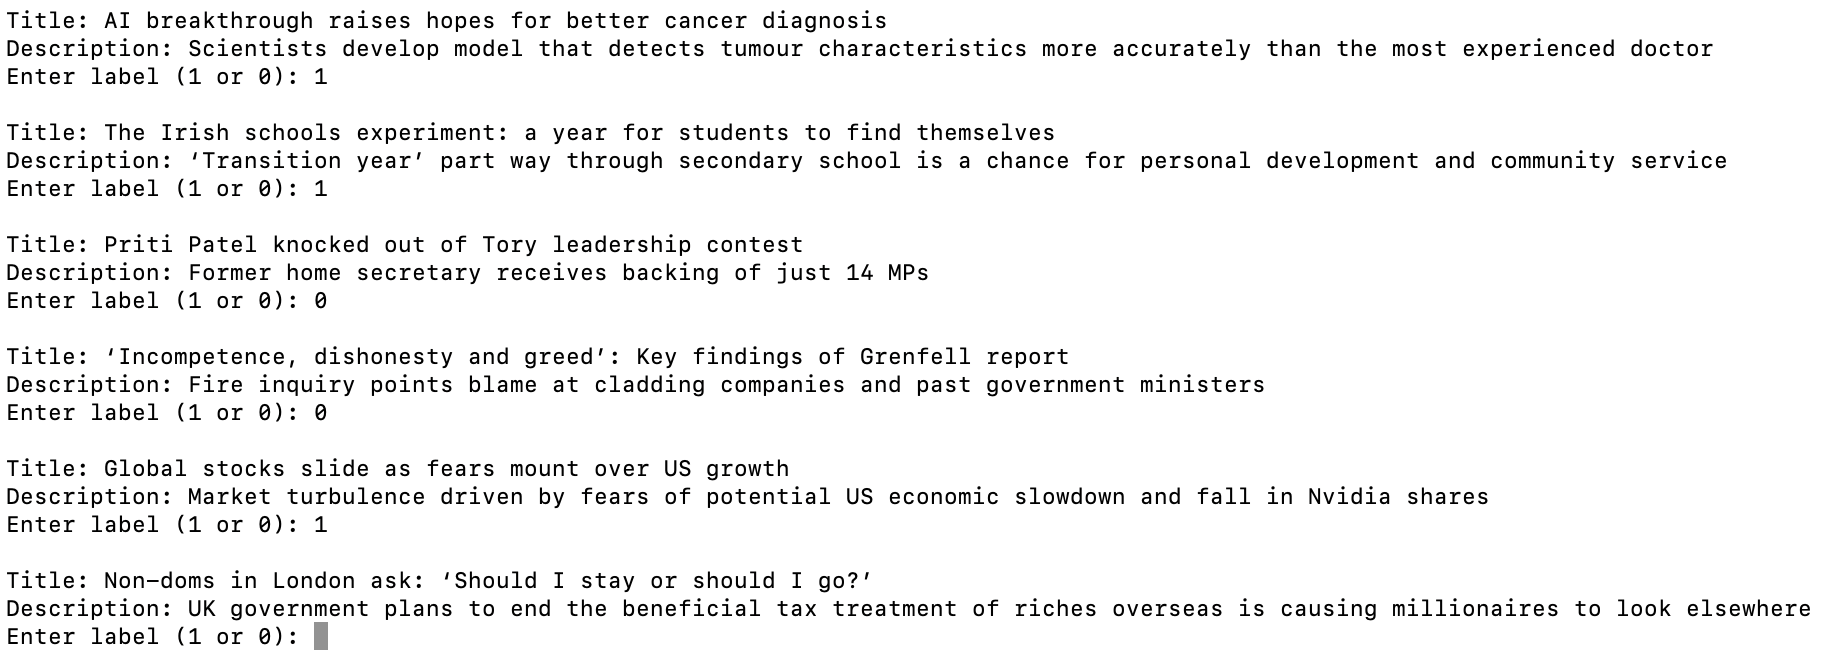 Title: AI breakthrough raises hopes for better cancer diagnosis
Description: Scientists develop model that detects tumour characteristics more accurately than the most experienced doctor
Enter label (1 or 0): 1
Title: The Irish schools experiment: a year for students to find themselves
Description: ‘Transition year’ part way through secondary school is a chance for personal development and community service
Enter label (1 or 0): 1
Title: Priti Patel knocked out of Tory leadership contest
Description: Former home secretary receives backing of just 14 MPs
Enter label (1 or 0): 0
Title: ‘Incompetence, dishonesty and greed’: Key findings of Grenfell report
Description: Fire inquiry points blame at cladding companies and past government ministers
Enter label (1 or 0): 0
Title: Global stocks slide as fears mount over US growth
Description: Market turbulence driven by fears of potential US economic slowdown and fall in Nvidia shares
Enter label (1 or 0): 1
Title: Non-doms in London ask: ‘Should I stay or should I go?’
Description: UK government plans to end the beneficial tax treatment of riches overseas is causing millionaires to look elsewhere
Enter label (1 or 0):